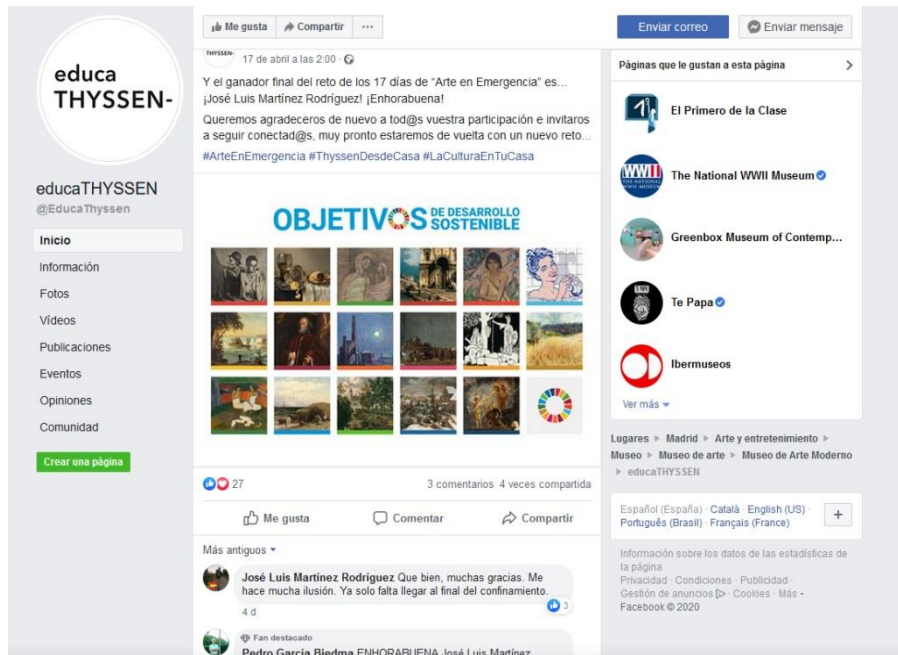 educa
THYSSEN-
educaTHYSSEN
@EducaThyssen
Inicio
Información
Fotos
Vídeos
Publicaciones
Eventos
Opiniones
Comunidad
Crear una página
Me gusta
Compartir
THYSSEN-
17 de abril a las 2:00 ·
Y el ganador final del reto de los 17 días de “Arte en Emergencia” es...
¡José Luis Martínez Rodríguez! ¡Enhorabuena!
Queremos agradeceros de nuevo a tod@s vuestra participación e invitaros
a seguir conectad@s, muy pronto estaremos de vuelta con un nuevo reto...
#ArteEnEmergencia #ThyssenDesdeCasa #LaCulturaEnTuCasa
OBJETIVOS DE DESARROLLO
SOSTENIBLE
27
3 comentarios 4 veces compartida
Me gusta
Comentar
Compartir
Más antiguos
José Luis Martínez Rodríguez Que bien, muchas gracias. Me
hace mucha ilusión. Ya solo falta llegar al final del confinamiento.
3
4 d
Fan destacado
Pedro García Biedma ENHORABUENA José Luis Martínez
Enviar correo
Enviar mensaje
Páginas que le gustan a esta página
El Primero de la Clase
WWII
The National WWII Museum
Greenbox Museum of Contemp...
Te Papa
Ibermuseos
Ver más
Lugares
Madrid
Arte y entretenimiento
Museo
Museo de arte
Museo de Arte Moderno
educaTHYSSEN
Español (España) · Català · English (US) ·
Português (Brasil) · Français (France)
+
Información sobre los datos de las estadísticas de
la página
Privacidad · Condiciones · Publicidad ·
Gestión de anuncios · Cookies · Más
Facebook © 2020